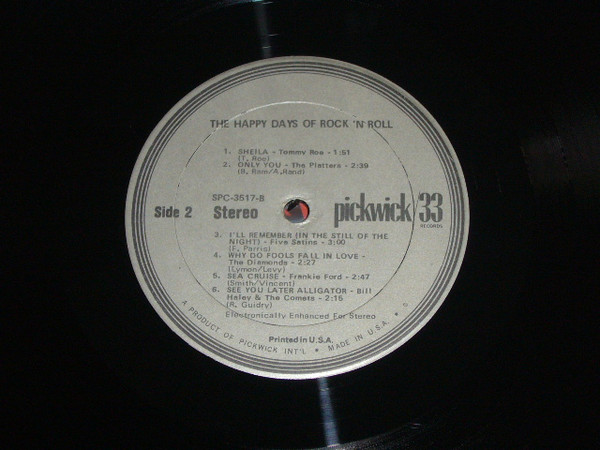 THE HAPPY DAYS OF ROCK 'N' ROLL
1. SHEILA - Tommy Roe - 1:51
(T. Roe)
2. ONLY YOU - The Platters - 2:39
(B. Ram/A. Rand)
SPC-3517-B
Side 2 Stereo
pickwick/33
RECORDS
3. I'LL REMEMBER (IN THE STILL OF THE
NIGHT) - Five Satins - 3:00
(F. Parris)
4. WHY DO FOOLS FALL IN LOVE -
The Diamonds - 2:27
(Lymon/Levy)
5. SEA CRUISE - Frankie Ford - 2:47
(Smith/Vincent)
6. SEE YOU LATER ALLIGATOR - Bill
Haley & The Comets - 2:15
(R. Guidry)
Electronically Enhanced For Stereo
Printed in U.S.A.
A PRODUCT OF PICKWICK INT'L. • MADE IN U.S.A.